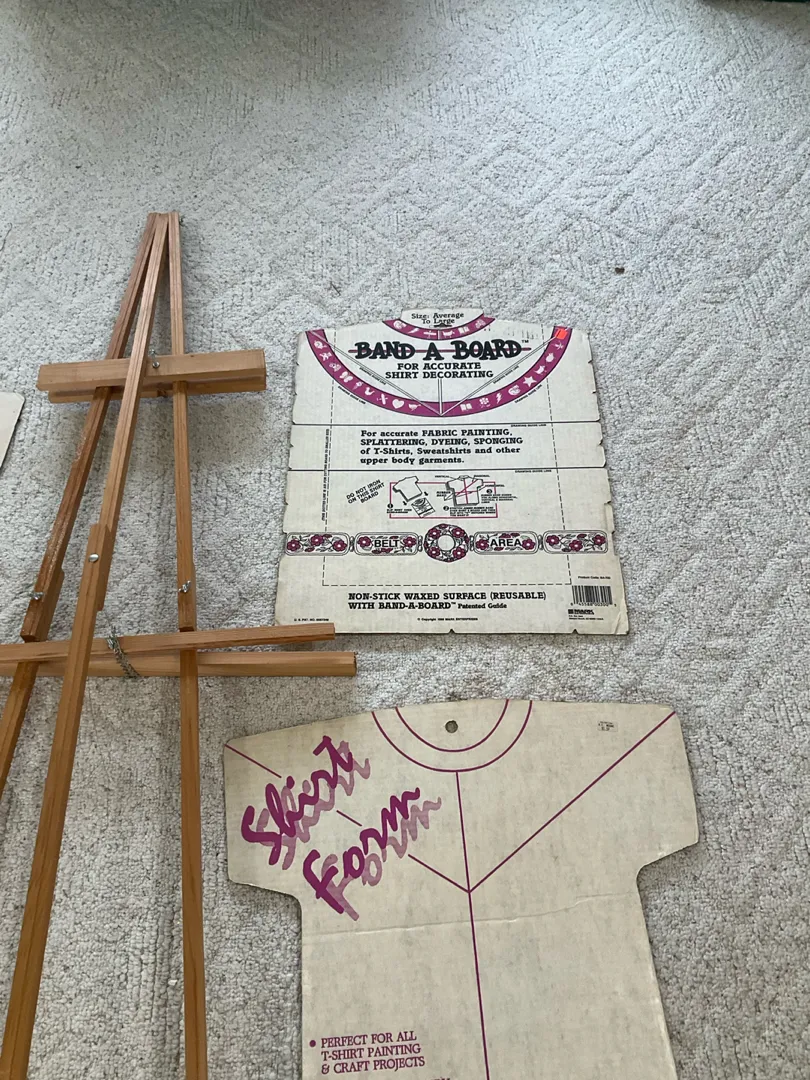 Size: Average
To Large
BAND A BOARD™
FOR ACCURATE
SHIRT DECORATING
For accurate FABRIC PAINTING,
SPLATTERING, DYEING, SPONGING
of T-Shirts, Sweatshirts and other
upper body garments.
DO NOT IRON
ON THIS SHIRT
BOARD
BELT AREA
NON-STICK WAXED SURFACE (REUSABLE)
WITH BAND-A-BOARD™ Patented Guide
Shirt
Form
• PERFECT FOR ALL
T-SHIRT PAINTING
& CRAFT PROJECTS